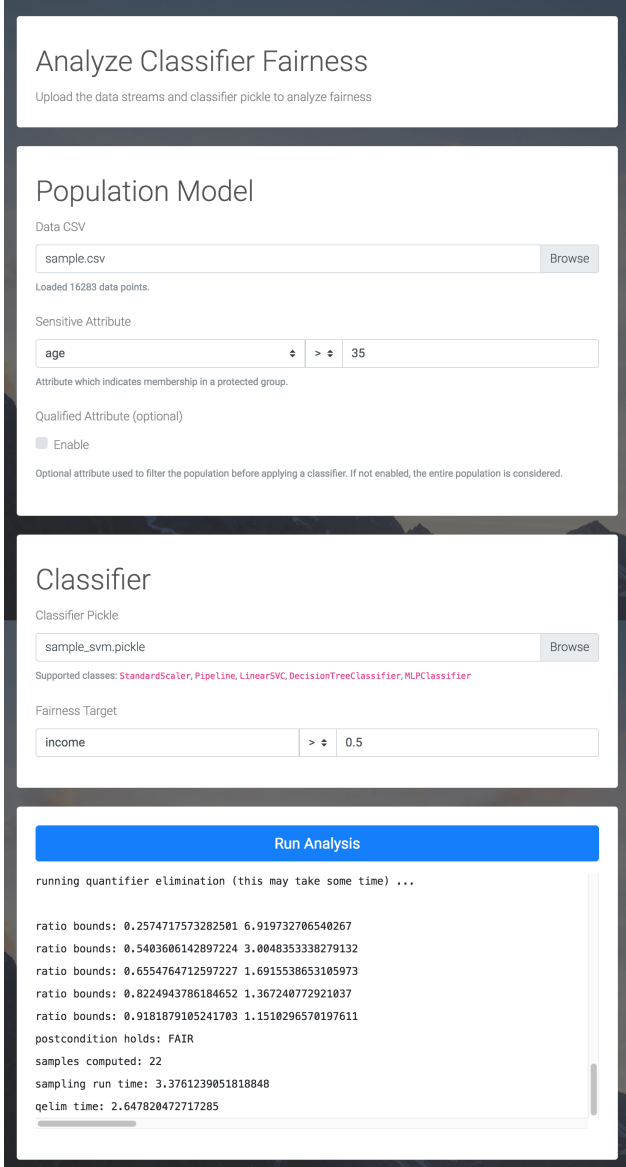 Analyze Classifier Fairness
Upload the data streams and classifier pickle to analyze fairness
Population Model
Data CSV
sample.csv Browse
Loaded 16283 data points.
Sensitive Attribute
age > 35
Attribute which indicates membership in a protected group.
Qualified Attribute (optional)
Enable
Optional attribute used to filter the population before applying a classifier. If not enabled, the entire population is considered.
Classifier
Classifier Pickle
sample_svm.pickle Browse
Supported classes: StandardScaler, Pipeline, LinearSVC, DecisionTreeClassifier, MLPClassifier
Fairness Target
income > 0.5
Run Analysis
running quantifier elimination (this may take some time) ...
ratio bounds: 0.2574717573282501 6.919732706540267
ratio bounds: 0.5403606142897224 3.0048353338279132
ratio bounds: 0.6554764712597227 1.6915538653105973
ratio bounds: 0.8224943786184652 1.367240772921037
ratio bounds: 0.9181879105241703 1.1510296570197611
postcondition holds: FAIR
samples computed: 22
sampling run time: 3.3761239051818848
qelim time: 2.647820472717285